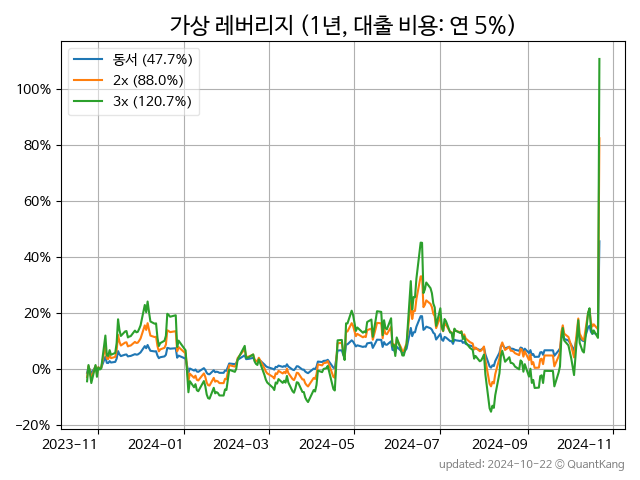 가상 레버리지 (1년, 대출 비용: 연 5%)
동서 (47.7%)
2x (88.0%)
3x (120.7%)
100%
80%
60%
40%
20%
0%
−20%
2023-11
2024-01
2024-03
2024-05
2024-07
2024-09
2024-11
updated: 2024-10-22 © QuantKang